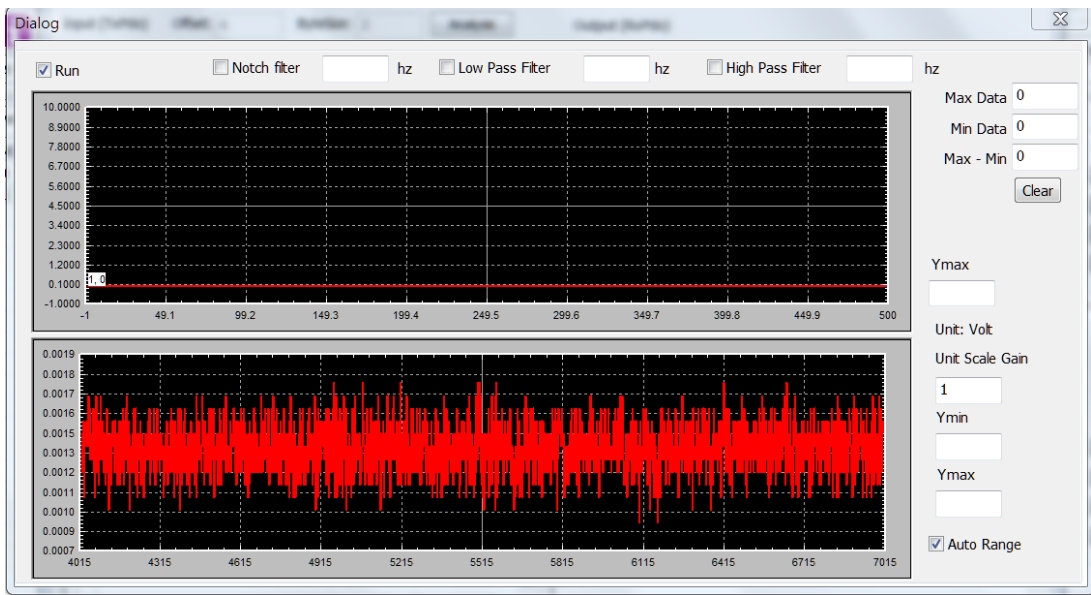 Dialog
Run
Notch filter hz Low Pass Filter hz High Pass Filter hz
Max Data 0
Min Data 0
Max - Min 0
Clear
10.0000
8.9000
7.8000
6.7000
5.6000
4.5000
3.4000
2.3000
1.2000
0.1000
-1.0000
1, 0
-1 49.1 99.2 149.3 199.4 249.5 299.6 349.7 399.8 449.9 500
Ymax
Unit: Volt
Unit Scale Gain
1
Ymin
Ymax
Auto Range
0.0019
0.0018
0.0017
0.0016
0.0015
0.0013
0.0012
0.0011
0.0010
0.0009
0.0007
4015 4315 4615 4915 5215 5515 5815 6115 6415 6715 7015